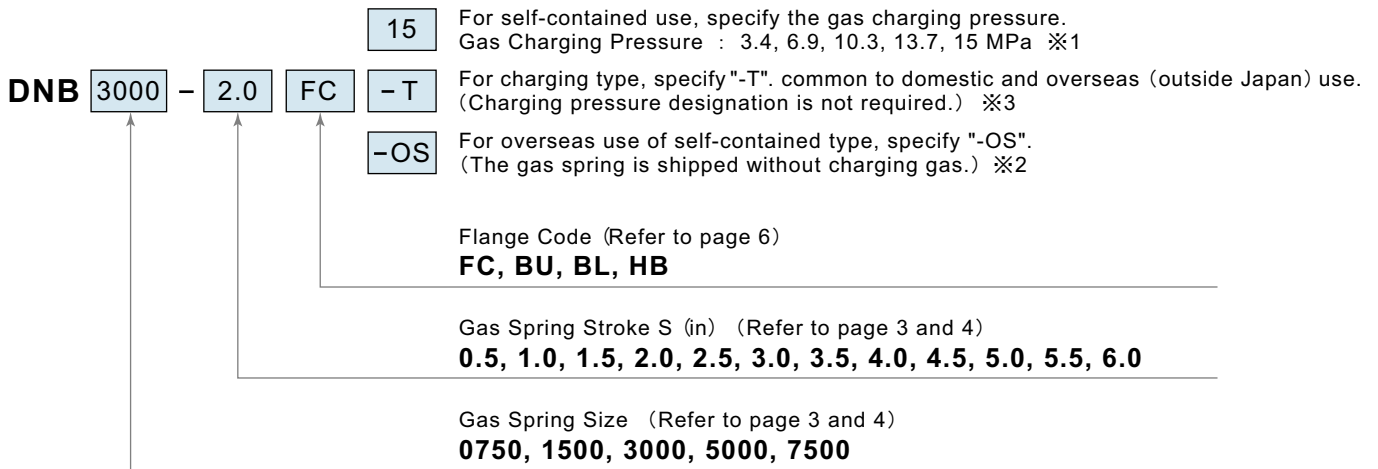 15
For self-contained use, specify the gas charging pressure.
Gas Charging Pressure : 3.4, 6.9, 10.3, 13.7, 15 MPa ※1
DNB 3000 – 2.0 FC –T
For charging type, specify "-T". common to domestic and overseas (outside Japan) use.
(Charging pressure designation is not required.) ※3
–OS
For overseas use of self-contained type, specify "-OS".
(The gas spring is shipped without charging gas.) ※2
Flange Code (Refer to page 6)
FC, BU, BL, HB
Gas Spring Stroke S (in) (Refer to page 3 and 4)
0.5, 1.0, 1.5, 2.0, 2.5, 3.0, 3.5, 4.0, 4.5, 5.0, 5.5, 6.0
Gas Spring Size (Refer to page 3 and 4)
0750, 1500, 3000, 5000, 7500